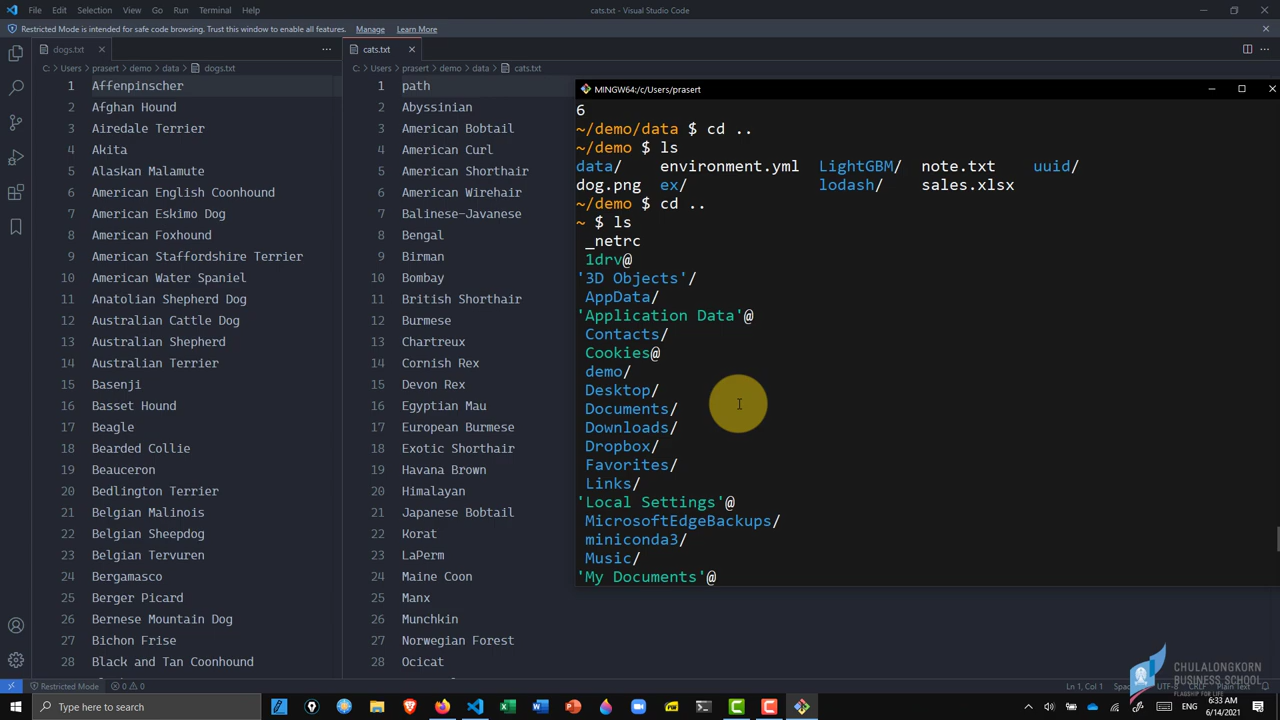 File Edit Selection View Go Run Terminal Help
cats.txt - Visual Studio Code
Restricted Mode is intended for safe code browsing. Trust this window to enable all features. Manage Learn More
dogs.txt
C: > Users > prasert > demo > data > dogs.txt
1 Affenpinscher
2 Afghan Hound
3 Airedale Terrier
4 Akita
5 Alaskan Malamute
6 American English Coonhound
7 American Eskimo Dog
8 American Foxhound
9 American Staffordshire Terrier
10 American Water Spaniel
11 Anatolian Shepherd Dog
12 Australian Cattle Dog
13 Australian Shepherd
14 Australian Terrier
15 Basenji
16 Basset Hound
17 Beagle
18 Bearded Collie
19 Beauceron
20 Bedlington Terrier
21 Belgian Malinois
22 Belgian Sheepdog
23 Belgian Tervuren
24 Bergamasco
25 Berger Picard
26 Bernese Mountain Dog
27 Bichon Frise
28 Black and Tan Coonhound
cats.txt
C: > Users > prasert > demo > data > cats.txt
1 path
2 Abyssinian
3 American Bobtail
4 American Curl
5 American Shorthair
6 American Wirehair
7 Balinese-Javanese
8 Bengal
9 Birman
10 Bombay
11 British Shorthair
12 Burmese
13 Chartreux
14 Cornish Rex
15 Devon Rex
16 Egyptian Mau
17 European Burmese
18 Exotic Shorthair
19 Havana Brown
20 Himalayan
21 Japanese Bobtail
22 Korat
23 LaPerm
24 Maine Coon
25 Manx
26 Munchkin
27 Norwegian Forest
28 Ocicat
MINGW64:/c/Users/prasert
6
~/demo/data $ cd ..
~/demo $ ls
data/ environment.yml LightGBM/ note.txt uuid/
dog.png ex/ lodash/ sales.xlsx
~/demo $ cd ..
~ $ ls
_netrc
1drv@
'3D Objects'/
AppData/
'Application Data'@
Contacts/
Cookies@
demo/
Desktop/
Documents/
Downloads/
Dropbox/
Favorites/
Links/
'Local Settings'@
MicrosoftEdgeBackups/
miniconda3/
Music/
'My Documents'@
CHULALONGKORN
BUSINESS SCHOOL
FLAGSHIP FOR LIFE
Restricted Mode 0 0
Ln 1, Col 1 UTF-8 CRLF Plain Text
Type here to search
ENG
6:33 AM
6/14/2021